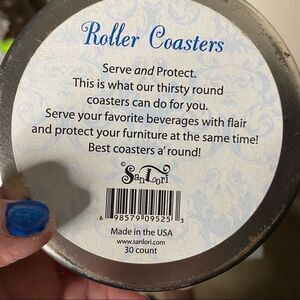 Roller Coasters
Serve and Protect.
This is what our thirsty round
coasters can do for you.
Serve your favorite beverages with flair
and protect your furniture at the same time!
Best coasters a' round!
© SanLori
6 98579 09525 3
Made in the USA
www.sanlori.com
30 count